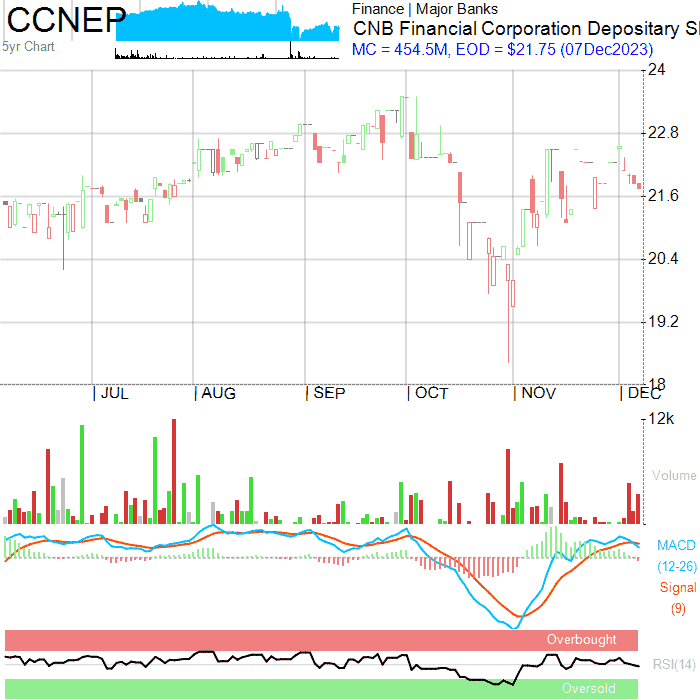 CCNEP
5yr Chart
Finance | Major Banks
CNB Financial Corporation Depositary S
MC = 454.5M, EOD = $21.75 (07Dec2023)
24
22.8
21.6
20.4
19.2
18
JUL AUG SEP OCT NOV DEC
12k
Volume
MACD
(12-26)
Signal
(9)
Overbought
RSI(14)
Oversold